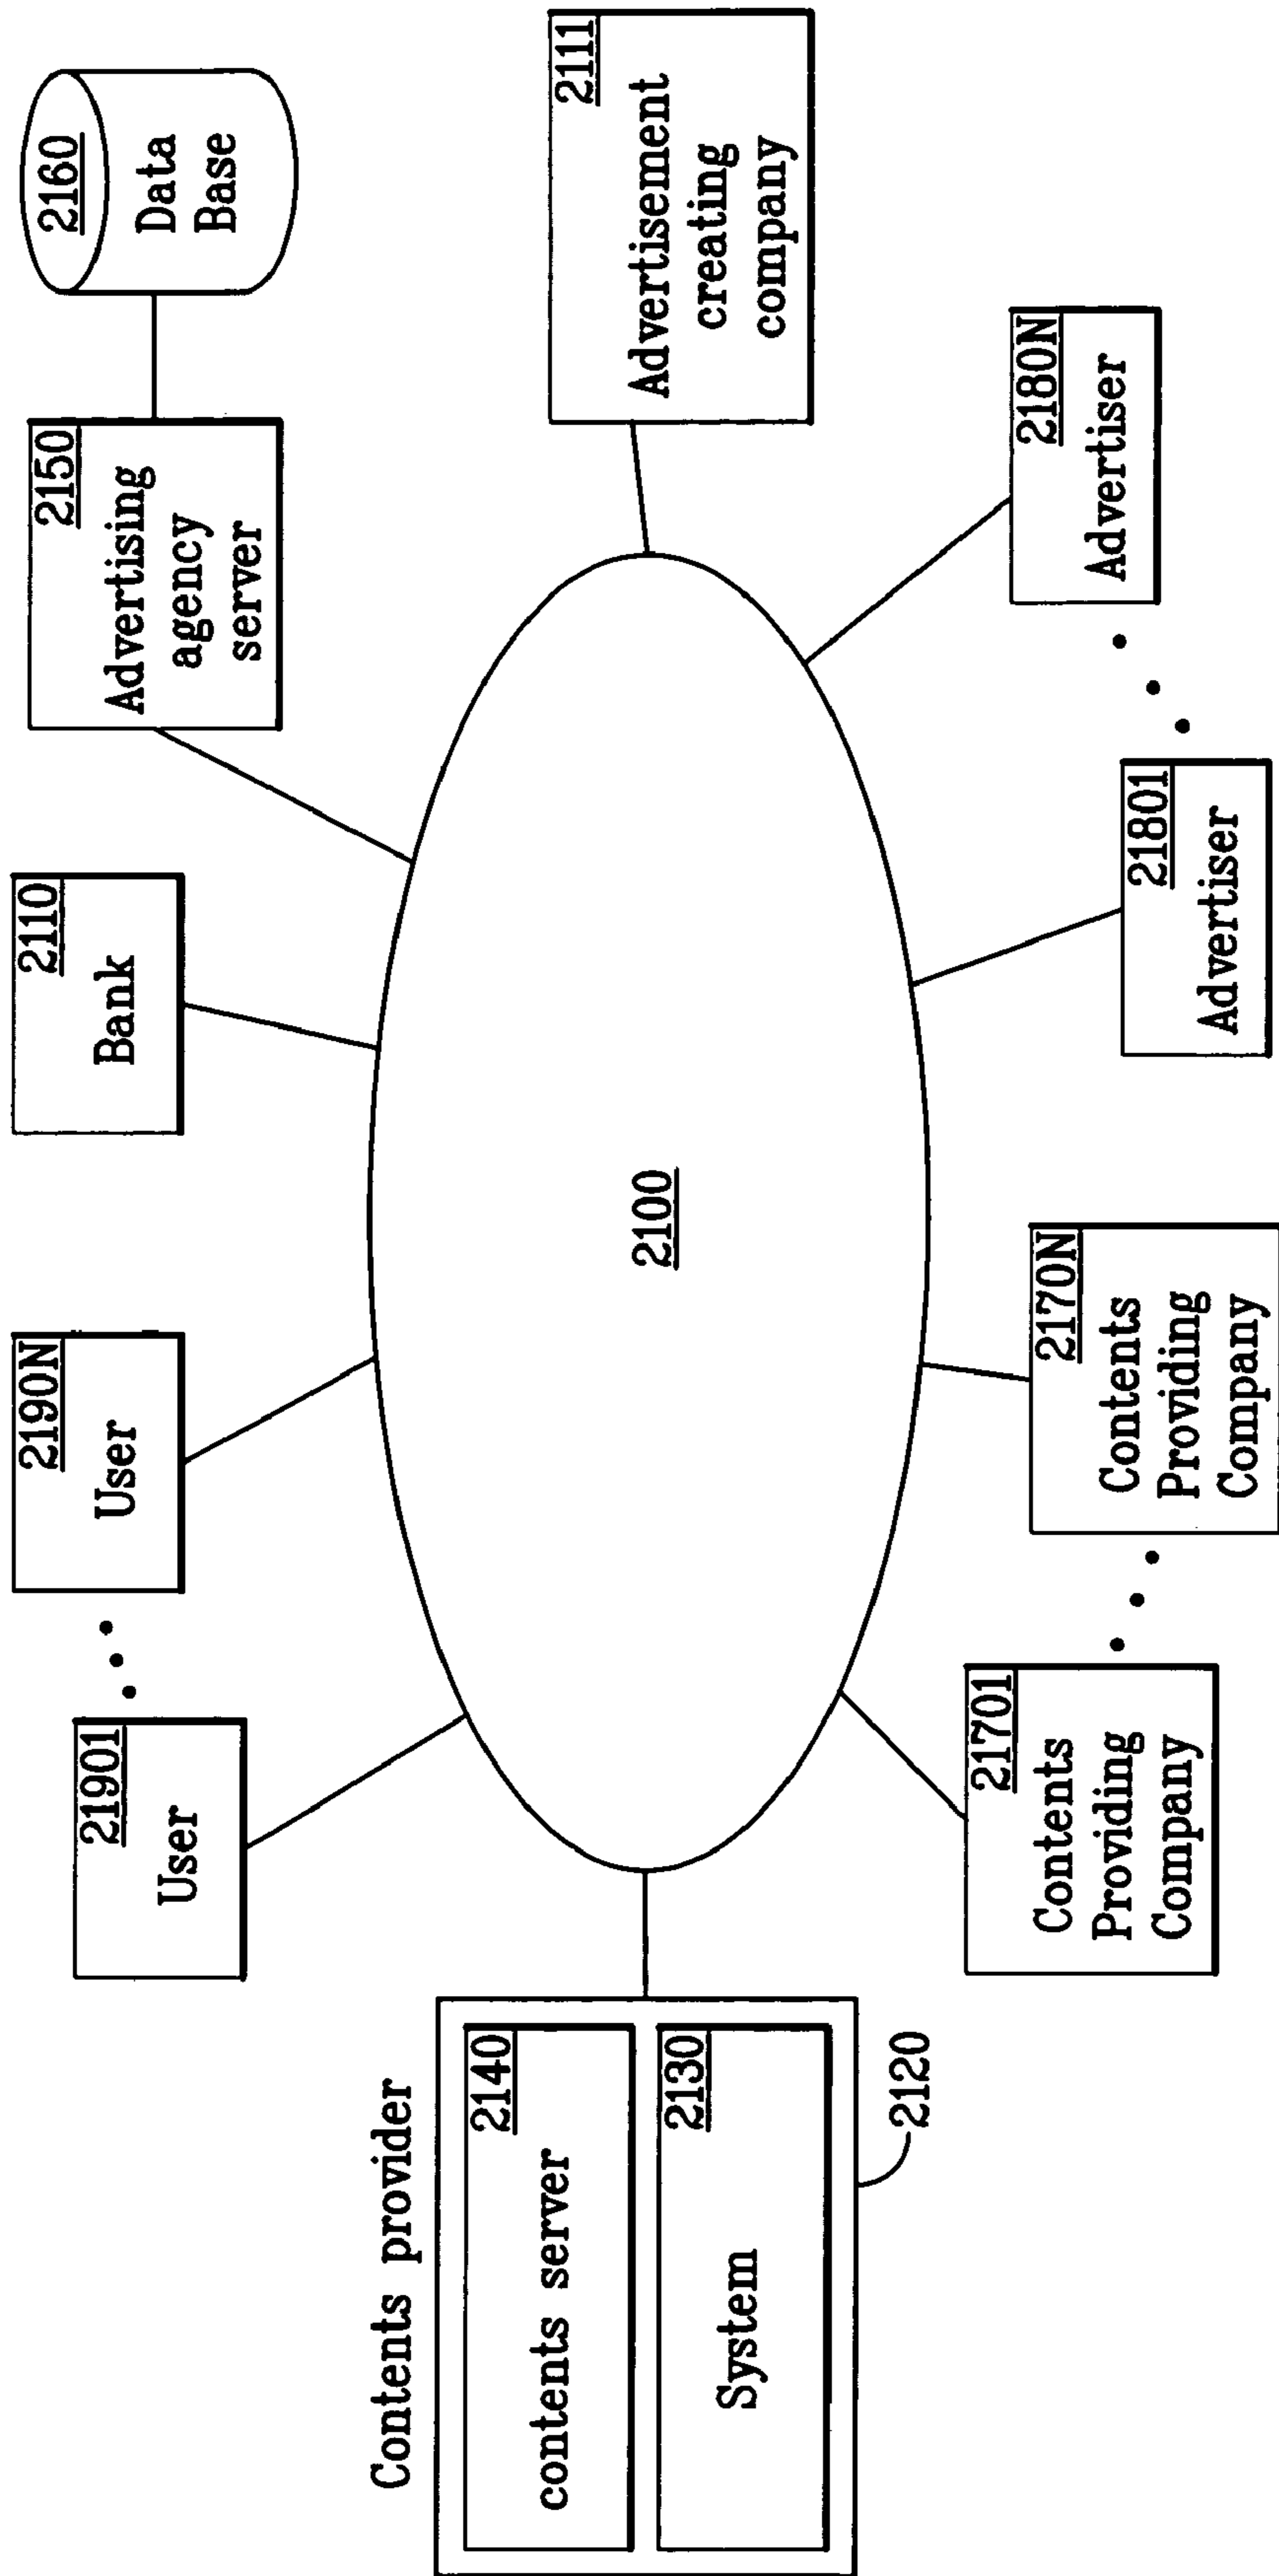 Contents provider
2140
contents server
2130
System
2120
21901
User
2190N
User
2110
Bank
2150
Advertising
agency
server
2160
Data
Base
2100
2111
Advertisement
creating
company
21701
Contents
Providing
Company
2170N
Contents
Providing
Company
21801
Advertiser
2180N
Advertiser